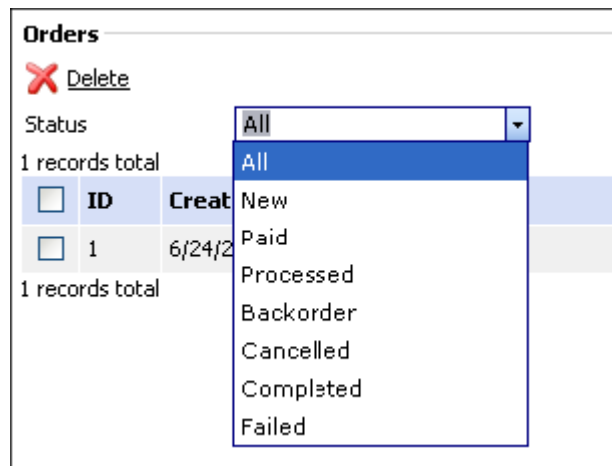 Orders
Delete
Status All
1 records total
All
ID Creat
New
1 6/24/2
Paid
Processed
1 records total
Backorder
Cancelled
Completed
Failed